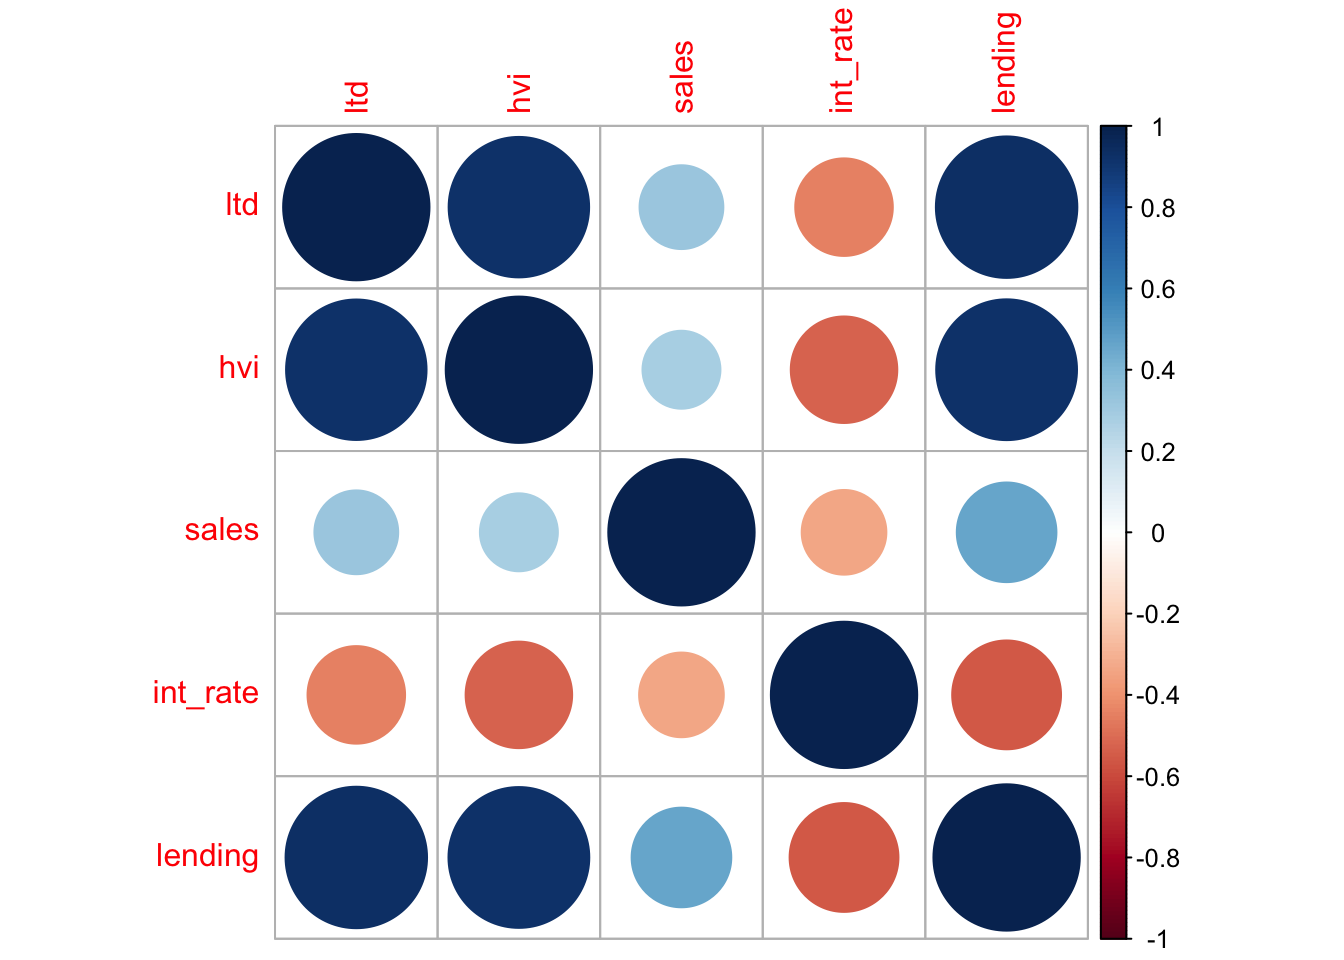 ltd
hvi
sales
int_rate
lending
ltd
hvi
sales
int_rate
lending
1
0.8
0.6
0.4
0.2
0
-0.2
-0.4
-0.6
-0.8
-1